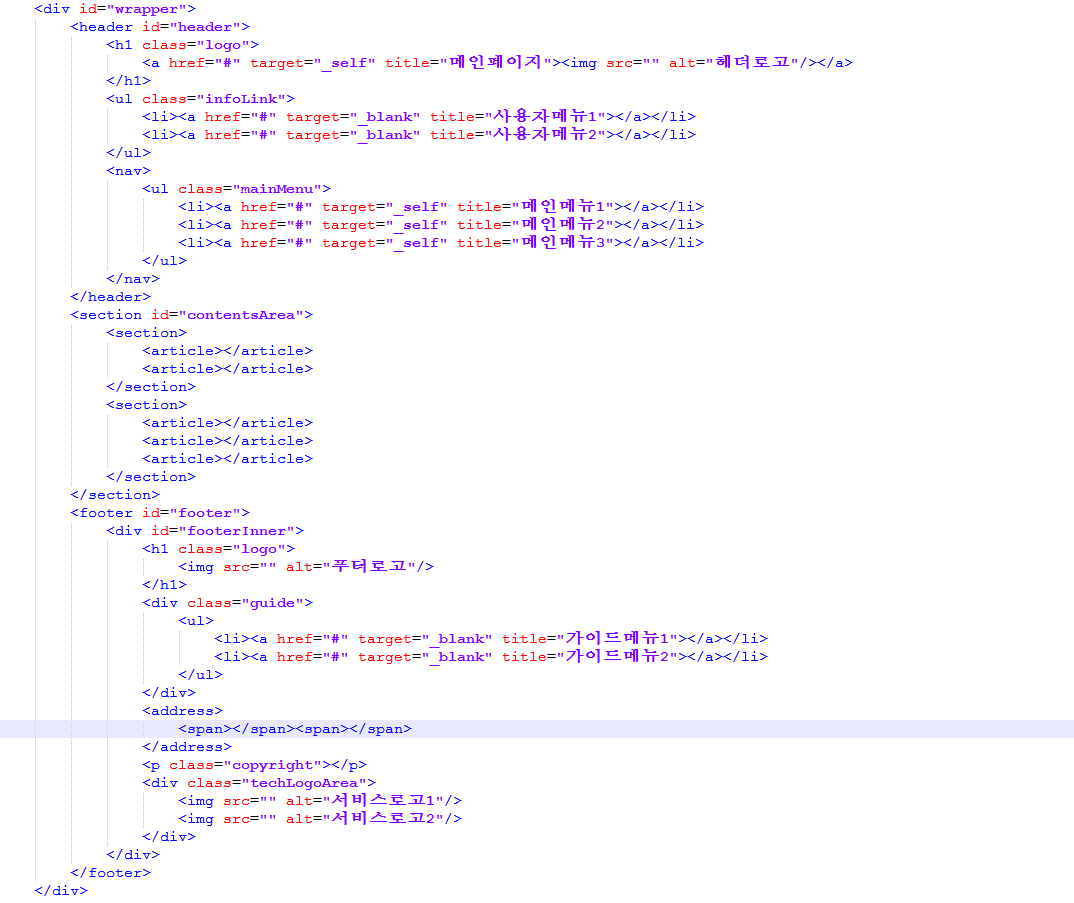 <div id="wrapper">
<header id="header">
<h1 class="logo">
<a href="#" target="_self" title="메인페이지"><img src="" alt="헤더로고"/></a>
</h1>
<ul class="infoLink">
<li><a href="#" target="_blank" title="사용자메뉴1"></a></li>
<li><a href="#" target="_blank" title="사용자메뉴2"></a></li>
</ul>
<nav>
<ul class="mainMenu">
<li><a href="#" target="_self" title="메인메뉴1"></a></li>
<li><a href="#" target="_self" title="메인메뉴2"></a></li>
<li><a href="#" target="_self" title="메인메뉴3"></a></li>
</ul>
</nav>
</header>
<section id="contentsArea">
<section>
<article></article>
<article></article>
</section>
<section>
<article></article>
<article></article>
<article></article>
</section>
</section>
<footer id="footer">
<div id="footerInner">
<h1 class="logo">
<img src="" alt="푸터로고"/>
</h1>
<div class="guide">
<ul>
<li><a href="#" target="_blank" title="가이드메뉴1"></a></li>
<li><a href="#" target="_blank" title="가이드메뉴2"></a></li>
</ul>
</div>
<address>
<span></span><span></span>
</address>
<p class="copyright"></p>
<div class="techLogoArea">
<img src="" alt="서비스로고1"/>
<img src="" alt="서비스로고2"/>
</div>
</div>
</footer>
</div>